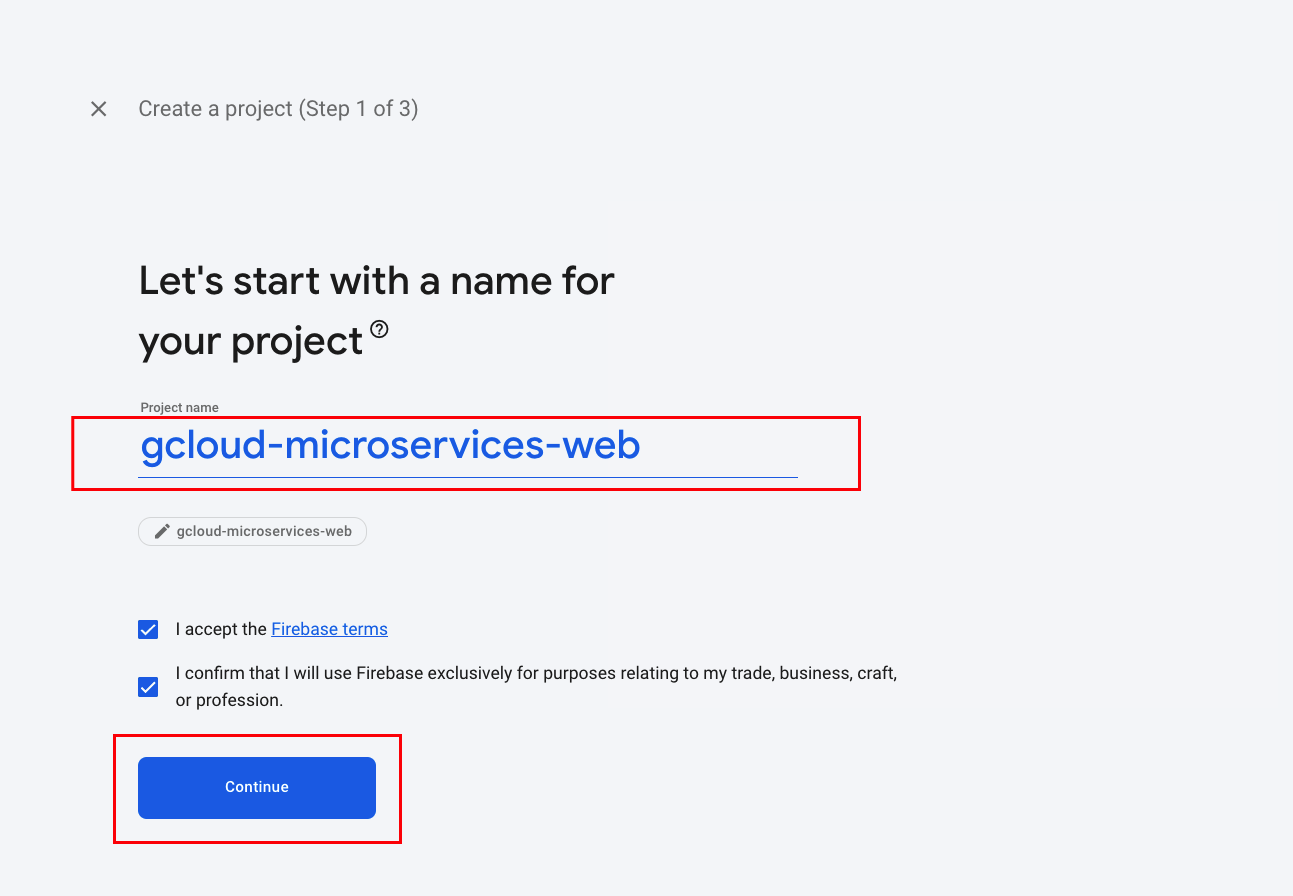 Create a project (Step 1 of 3)
Let's start with a name for
your project
Project name
gcloud-microservices-web
gcloud-microservices-web
I accept the Firebase terms
I confirm that I will use Firebase exclusively for purposes relating to my trade, business, craft,
or profession.
Continue